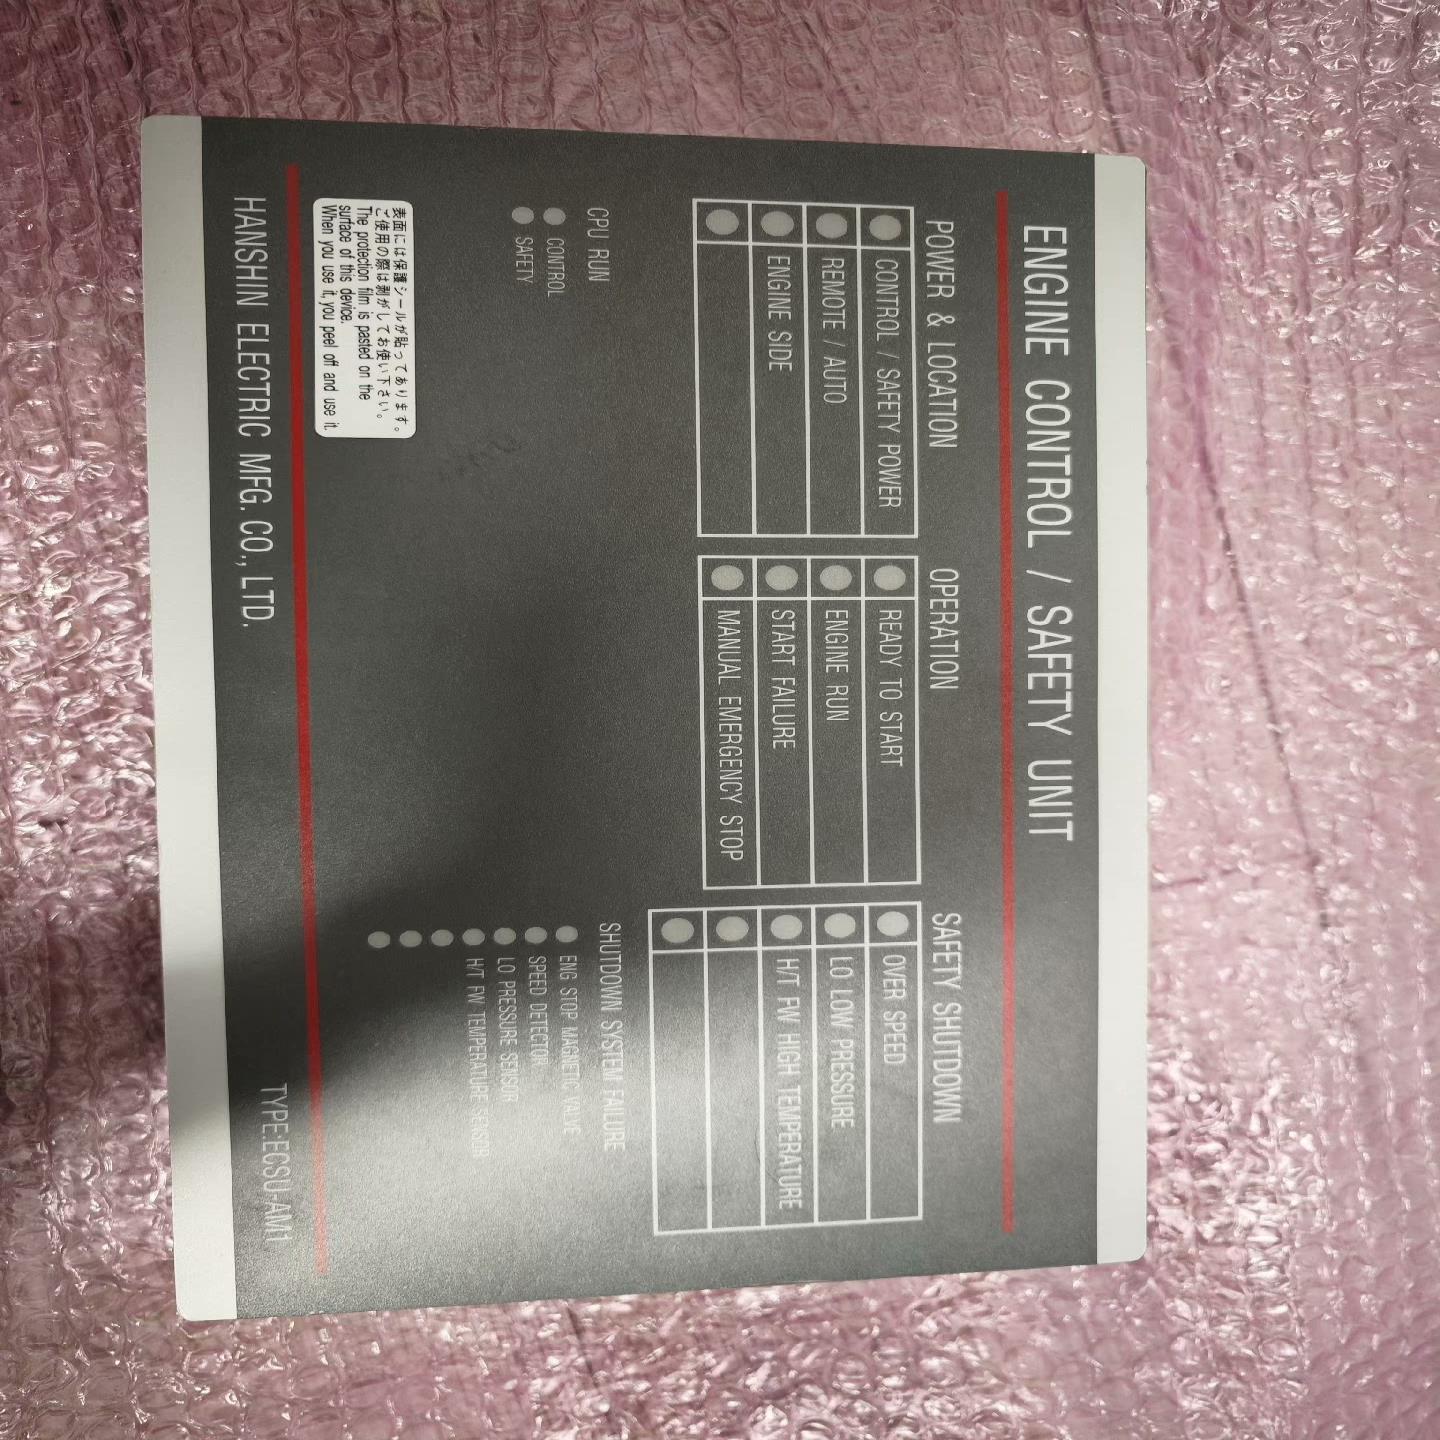 ENGINE CONTROL / SAFETY UNIT
POWER & LOCATION
CONTROL / SAFETY POWER
REMOTE / AUTO
ENGINE SIDE
OPERATION
READY TO START
ENGINE RUN
START FAILURE
MANUAL EMERGENCY STOP
SAFETY SHUTDOWN
OVER SPEED
LO LOW PRESSURE
H/T FW HIGH TEMPERATURE
CPU RUN
CONTROL
SAFETY
SHUTDOWN SYSTEM FAILURE
ENG STOP MAGNETIC VALVE
SPEED DETECTOR
LO PRESSURE SENSOR
H/T FW TEMPERATURE SENSOR
表面には保護シールが貼ってあります。
ご使用の際は剥がしてお使い下さい。
The protection film is pasted on the
surface of this device.
When you use it,you peel off and use it.
HANSHIN ELECTRIC MFG. CO., LTD.
TYPE:ECSU-AM1